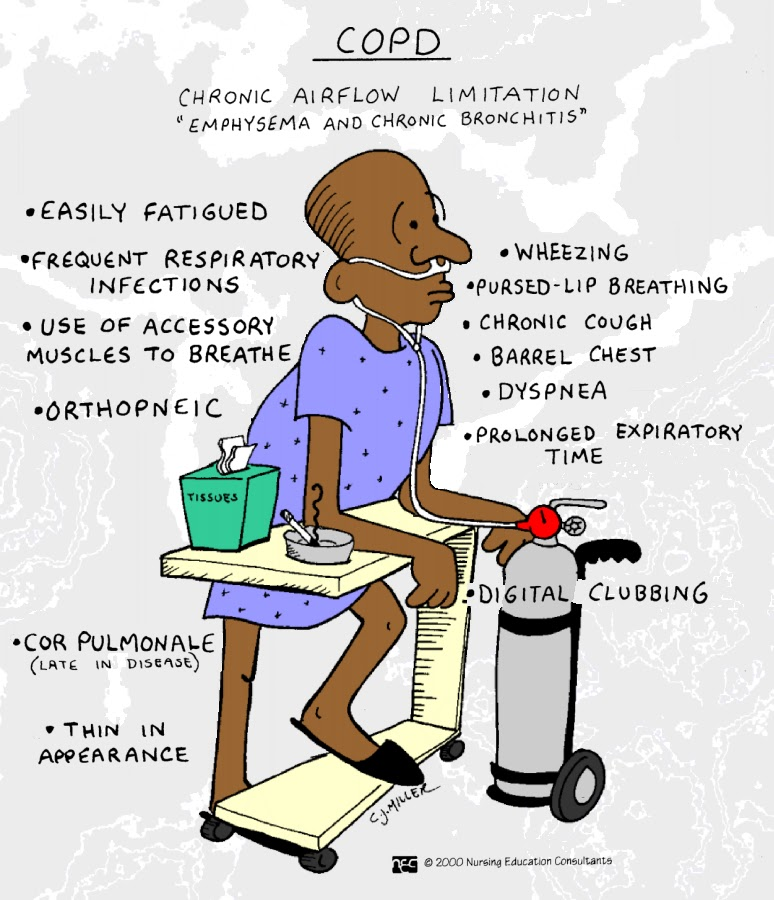 COPD
CHRONIC AIRFLOW LIMITATION
"EMPHYSEMA AND CHRONIC BRONCHITIS"
•EASILY FATIGUED
•FREQUENT RESPIRATORY
INFECTIONS
•USE OF ACCESSORY
MUSCLES TO BREATHE
•ORTHOPNEIC
•WHEEZING
•PURSED-LIP BREATHING
•CHRONIC COUGH
•BARREL CHEST
•DYSPNEA
•PROLONGED EXPIRATORY
TIME
TISSUES
•DIGITAL CLUBBING
•COR PULMONALE
(LATE IN DISEASE)
•THIN IN
APPEARANCE
C.J. MILLER
NEC © 2000 Nursing Education Consultants